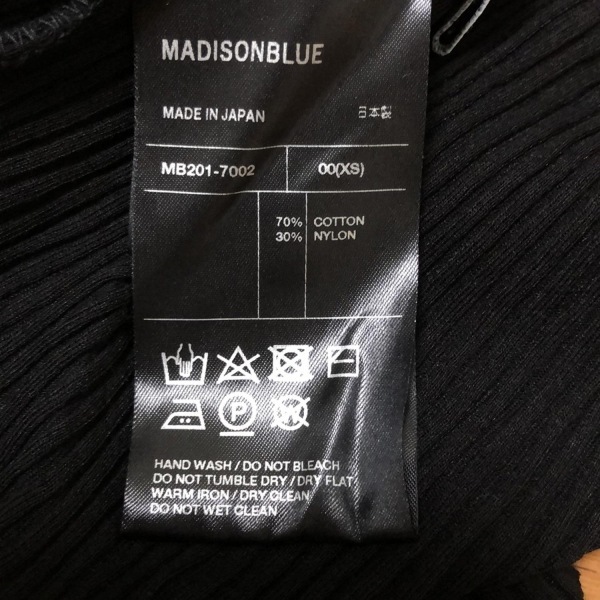 MADISONBLUE
MADE IN JAPAN 日本製
MB201-7002 00(XS)
70% COTTON
30% NYLON
P
W
HAND WASH / DO NOT BLEACH
DO NOT TUMBLE DRY / DRY FLAT
WARM IRON / DRY CLEAN
DO NOT WET CLEAN